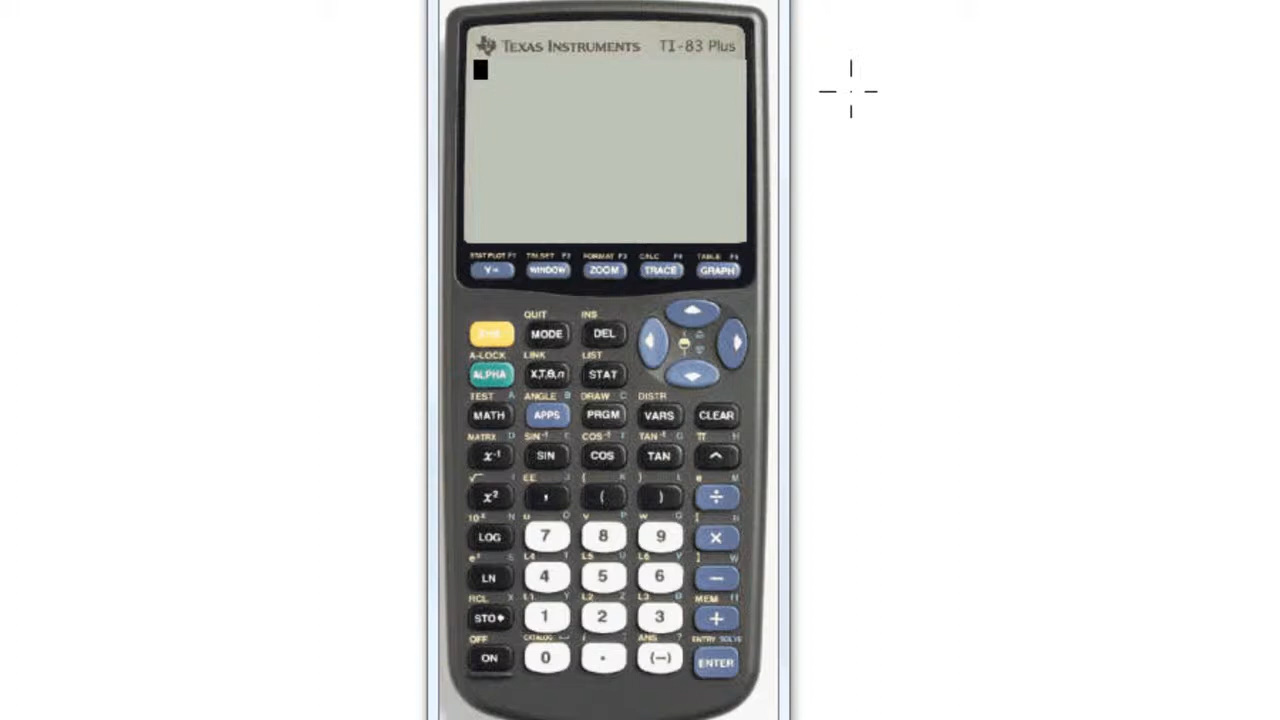 TEXAS INSTRUMENTS TI-83 Plus
STAT PLOT F1 TBLSET F2 FORMAT F3 CALC F4 TABLE F5
Y= WINDOW ZOOM TRACE GRAPH
QUIT INS
MODE DEL
A-LOCK LINK LIST
ALPHA X,T,θ,n STAT
TEST A ANGLE B DRAW C DISTR
MATH APPS PRGM VARS CLEAR
MATRX D SIN⁻¹ E COS⁻¹ F TAN⁻¹ G π H
x⁻¹ SIN COS TAN ^
√ I EE J { K } L e M
x² , ( ) ÷
10ˣ N u O v P w Q [ R
LOG 7 8 9 ×
eˣ S L4 T L5 U L6 V ] W
LN 4 5 6 −
RCL X L1 Y L2 Z L3 θ MEM "
STO▸ 1 2 3 +
OFF CATALOG i : ANS ? ENTRY SOLVE
ON 0 . (−) ENTER